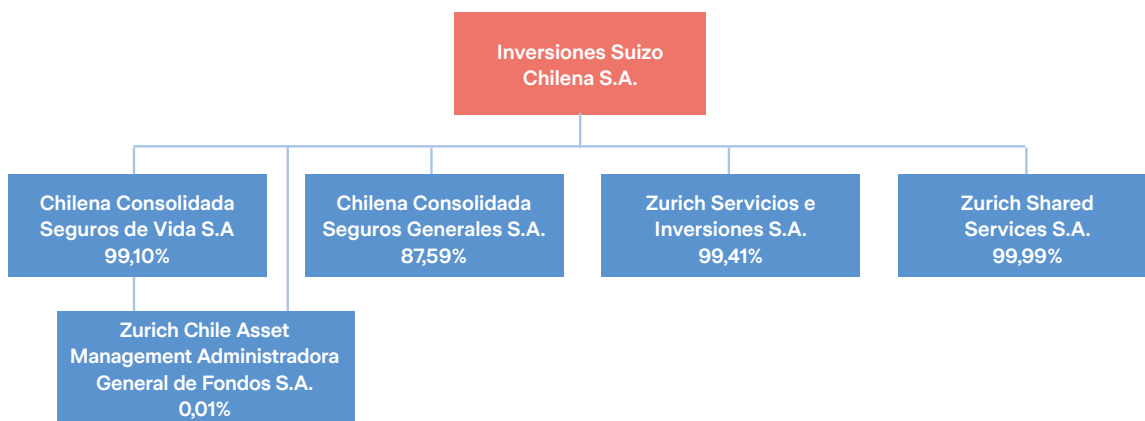 Inversiones Suizo
Chilena S.A.
Chilena Consolidada
Seguros de Vida S.A
99,10%
Chilena Consolidada
Seguros Generales S.A.
87,59%
Zurich Servicios e
Inversiones S.A.
99,41%
Zurich Shared
Services S.A.
99,99%
Zurich Chile Asset
Management Administradora
General de Fondos S.A.
0,01%